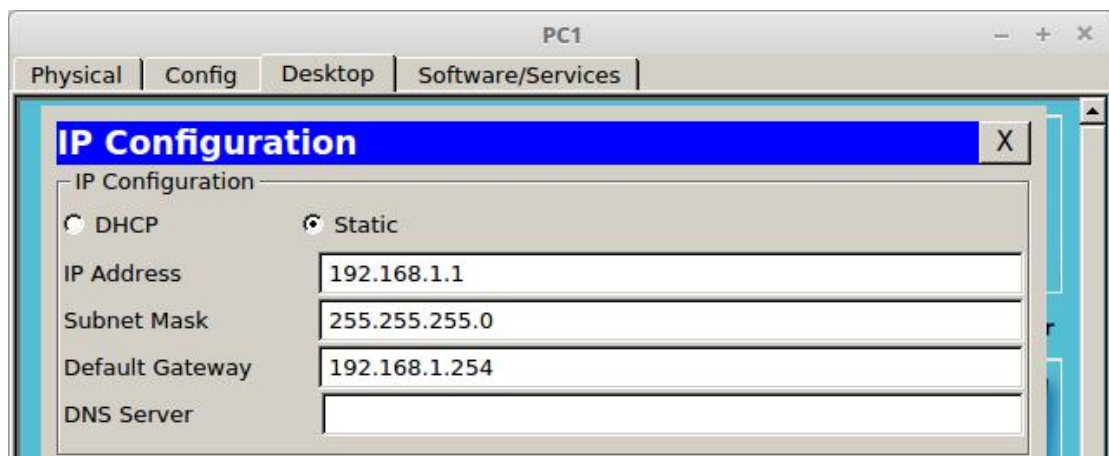 PC1
Physical Config Desktop Software/Services
IP Configuration X
IP Configuration
DHCP Static
IP Address 192.168.1.1
Subnet Mask 255.255.255.0
r
Default Gateway 192.168.1.254
DNS Server